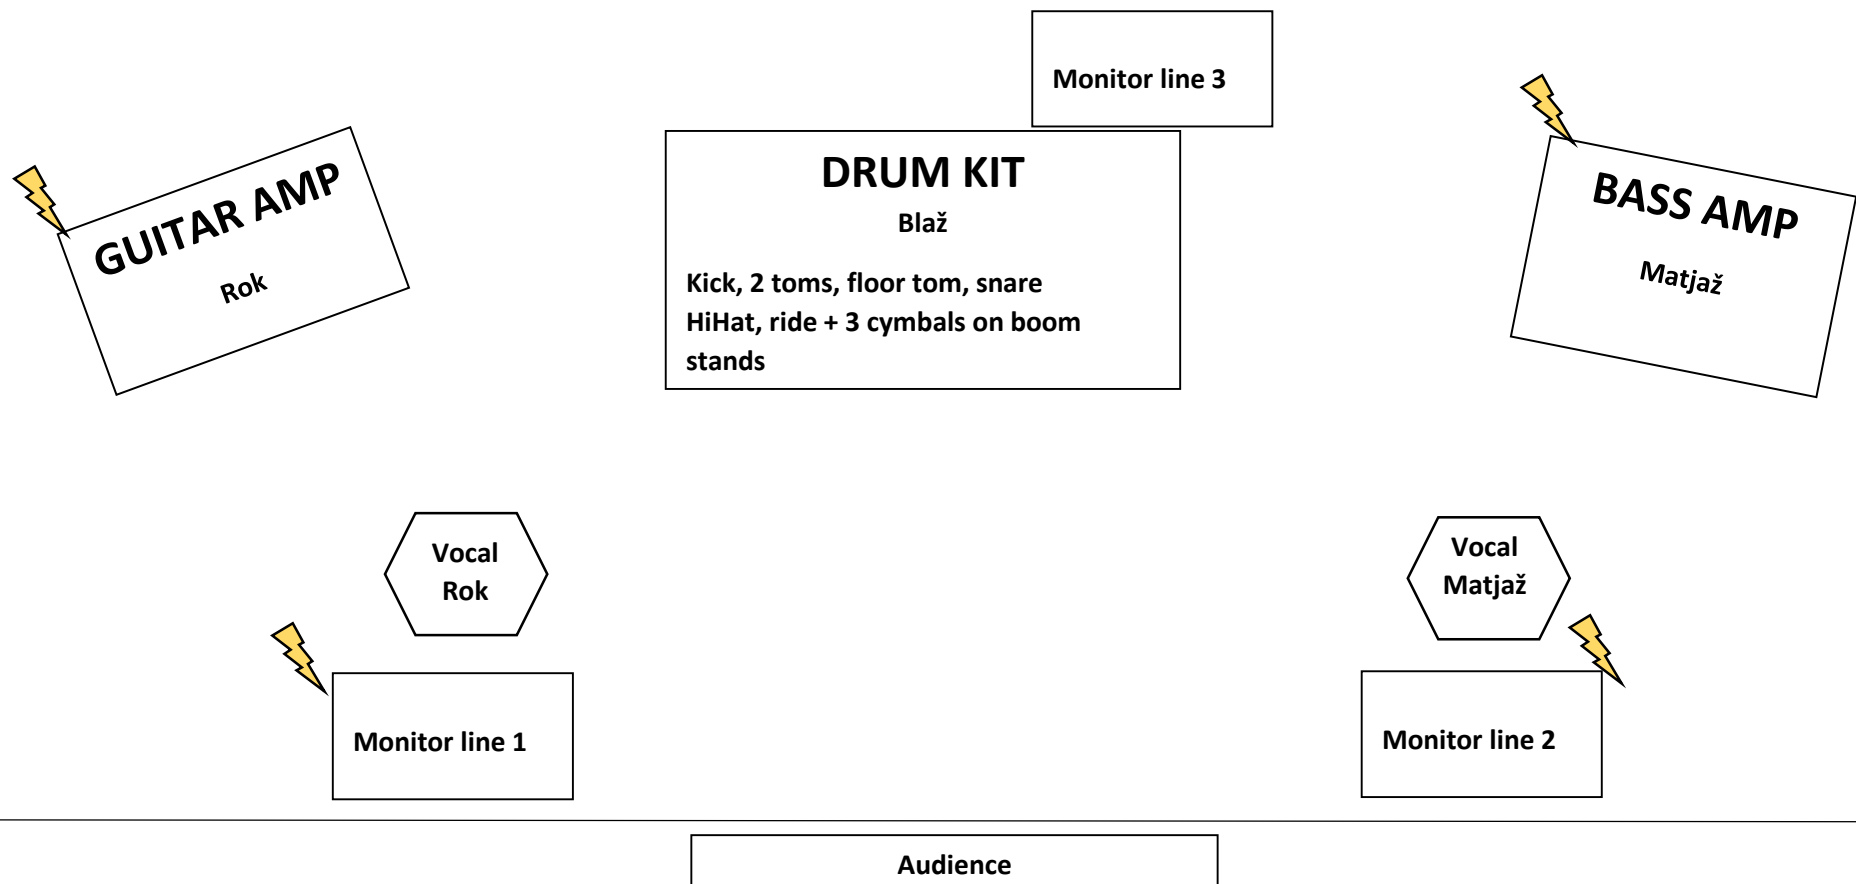 Monitor line 3
GUITAR AMP
Rok
DRUM KIT
Blaž
Kick, 2 toms, floor tom, snare
HiHat, ride + 3 cymbals on boom
stands
BASS AMP
Matjaž
Vocal
Rok
Vocal
Matjaž
Monitor line 1
Monitor line 2
Audience